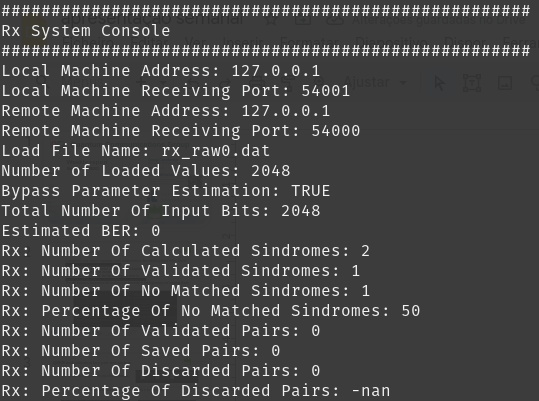 #####################################################
Rx System Console
#####################################################
Local Machine Address: 127.0.0.1
Local Machine Receiving Port: 54001
Remote Machine Address: 127.0.0.1
Remote Machine Receiving Port: 54000
Load File Name: rx_raw0.dat
Number of Loaded Values: 2048
Bypass Parameter Estimation: TRUE
Total Number Of Input Bits: 2048
Estimated BER: 0
Rx: Number Of Calculated Sindromes: 2
Rx: Number Of Validated Sindromes: 1
Rx: Number Of No Matched Sindromes: 1
Rx: Percentage Of No Matched Sindromes: 50
Rx: Number Of Validated Pairs: 0
Rx: Number Of Saved Pairs: 0
Rx: Number Of Discarded Pairs: 0
Rx: Percentage Of Discarded Pairs: -nan